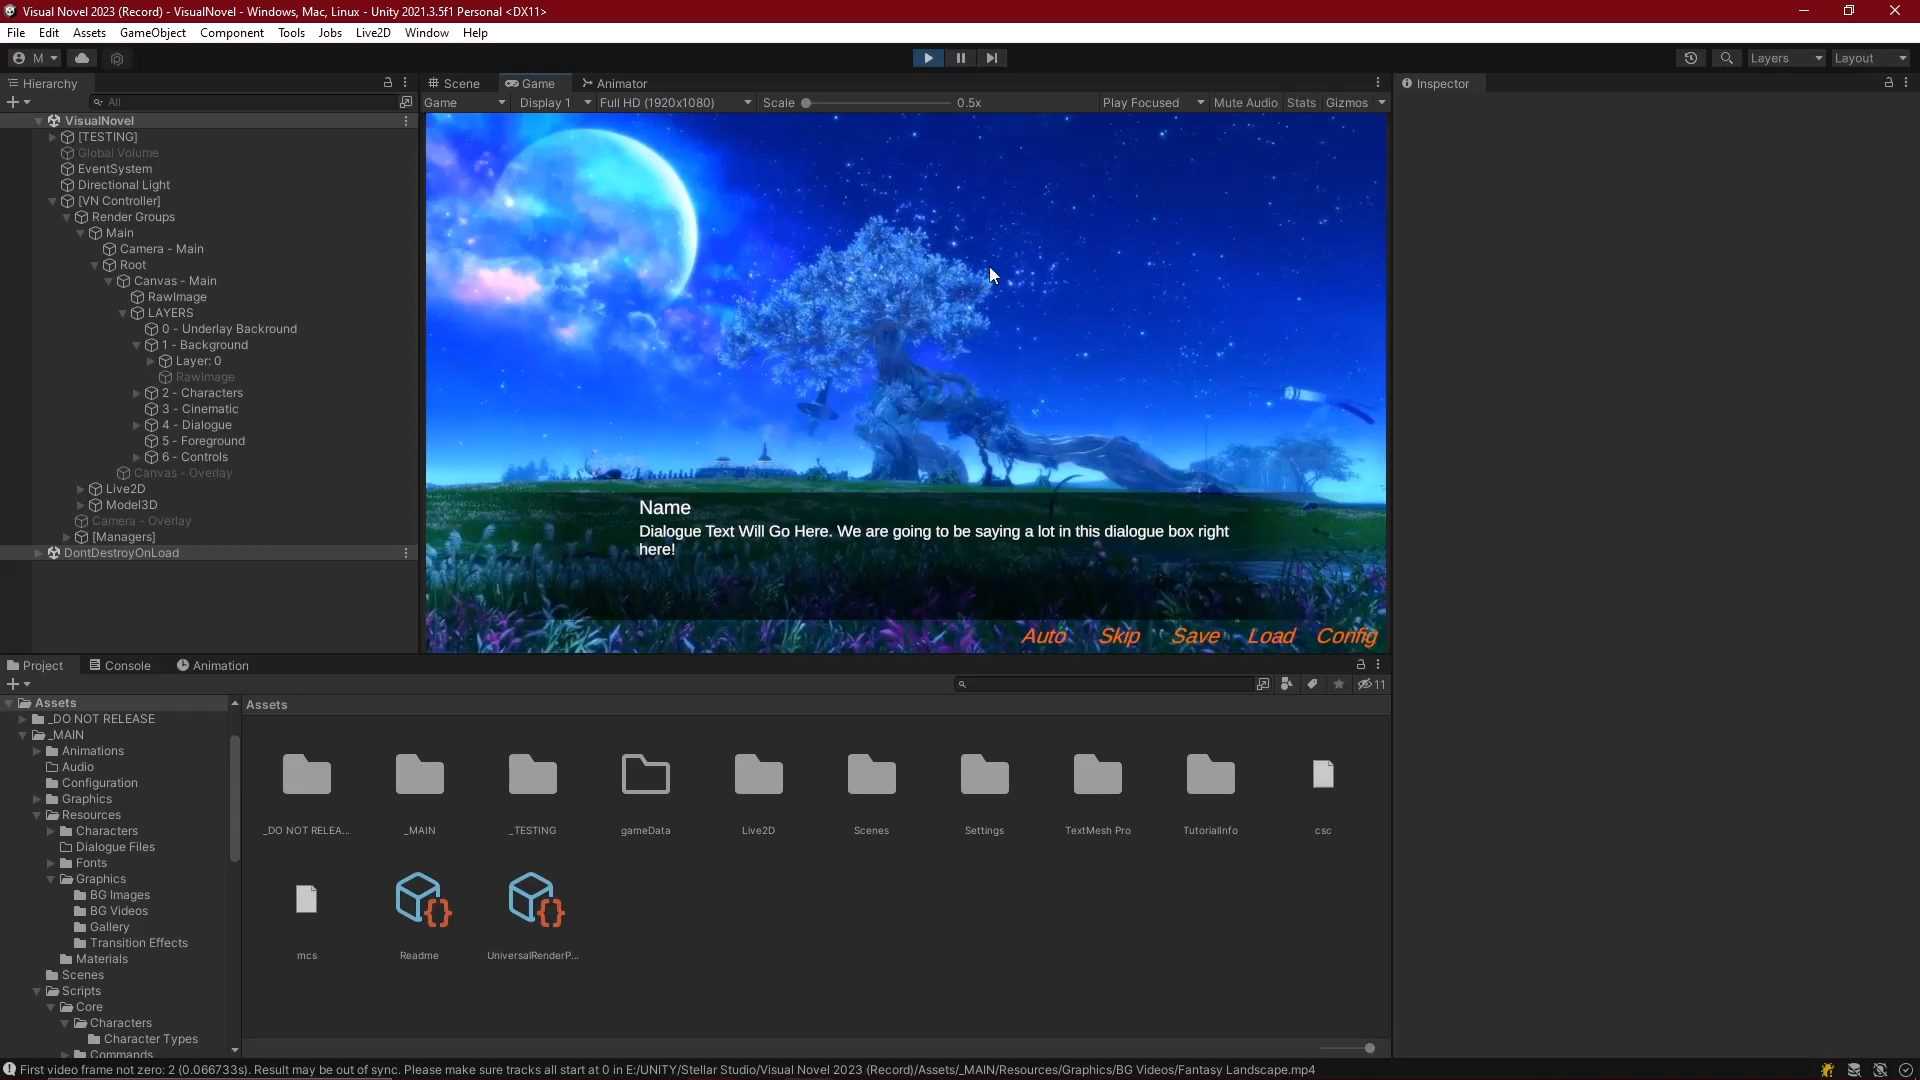 Visual Novel 2023 (Record) - VisualNovel - Windows, Mac, Linux - Unity 2021.3.5f1 Personal <DX11>
File Edit Assets GameObject Component Tools Jobs Live2D Window Help
M Layers Layout
Hierarchy
All
VisualNovel
[TESTING]
Global Volume
EventSystem
Directional Light
[VN Controller]
Render Groups
Main
Camera - Main
Root
Canvas - Main
RawImage
LAYERS
0 - Underlay Backround
1 - Background
Layer: 0
RawImage
2 - Characters
3 - Cinematic
4 - Dialogue
5 - Foreground
6 - Controls
Canvas - Overlay
Live2D
Model3D
Camera - Overlay
[Managers]
DontDestroyOnLoad
Scene Game Animator
Game Display 1 Full HD (1920x1080) Scale 0.5x Play Focused Mute Audio Stats Gizmos
Name
Dialogue Text Will Go Here. We are going to be saying a lot in this dialogue box right
here!
Auto Skip Save Load Config
Inspector
Project Console Animation
11
Assets
_DO NOT RELEASE
_MAIN
Animations
Audio
Configuration
Graphics
Resources
Characters
Dialogue Files
Fonts
Graphics
BG Images
BG Videos
Gallery
Transition Effects
Materials
Scenes
Scripts
Core
Characters
Character Types
Commands
Assets
_DO NOT RELEA... _MAIN _TESTING gameData Live2D Scenes Settings TextMesh Pro TutorialInfo csc
mcs Readme UniversalRenderP...
First video frame not zero: 2 (0.066733s). Result may be out of sync. Please make sure tracks all start at 0 in E:/UNITY/Stellar Studio/Visual Novel 2023 (Record)/Assets/_MAIN/Resources/Graphics/BG Videos/Fantasy Landscape.mp4